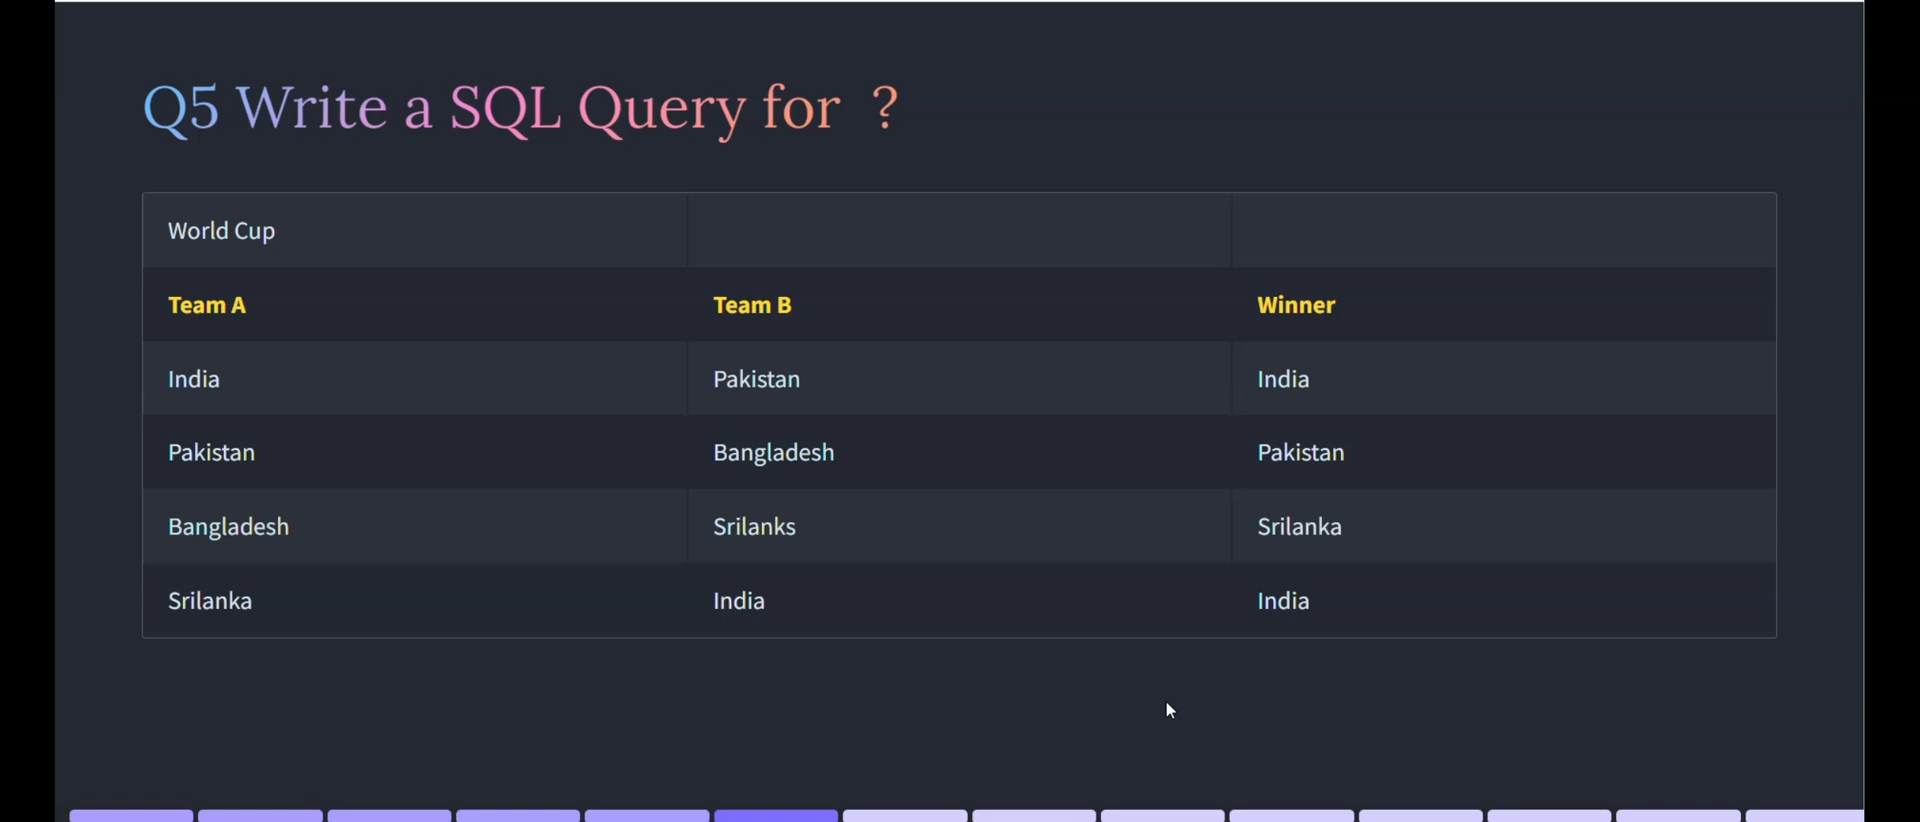 Q5 Write a SQL Query for ?
World Cup
Team A Team B Winner
India Pakistan India
Pakistan Bangladesh Pakistan
Bangladesh Srilanks Srilanka
Srilanka India India